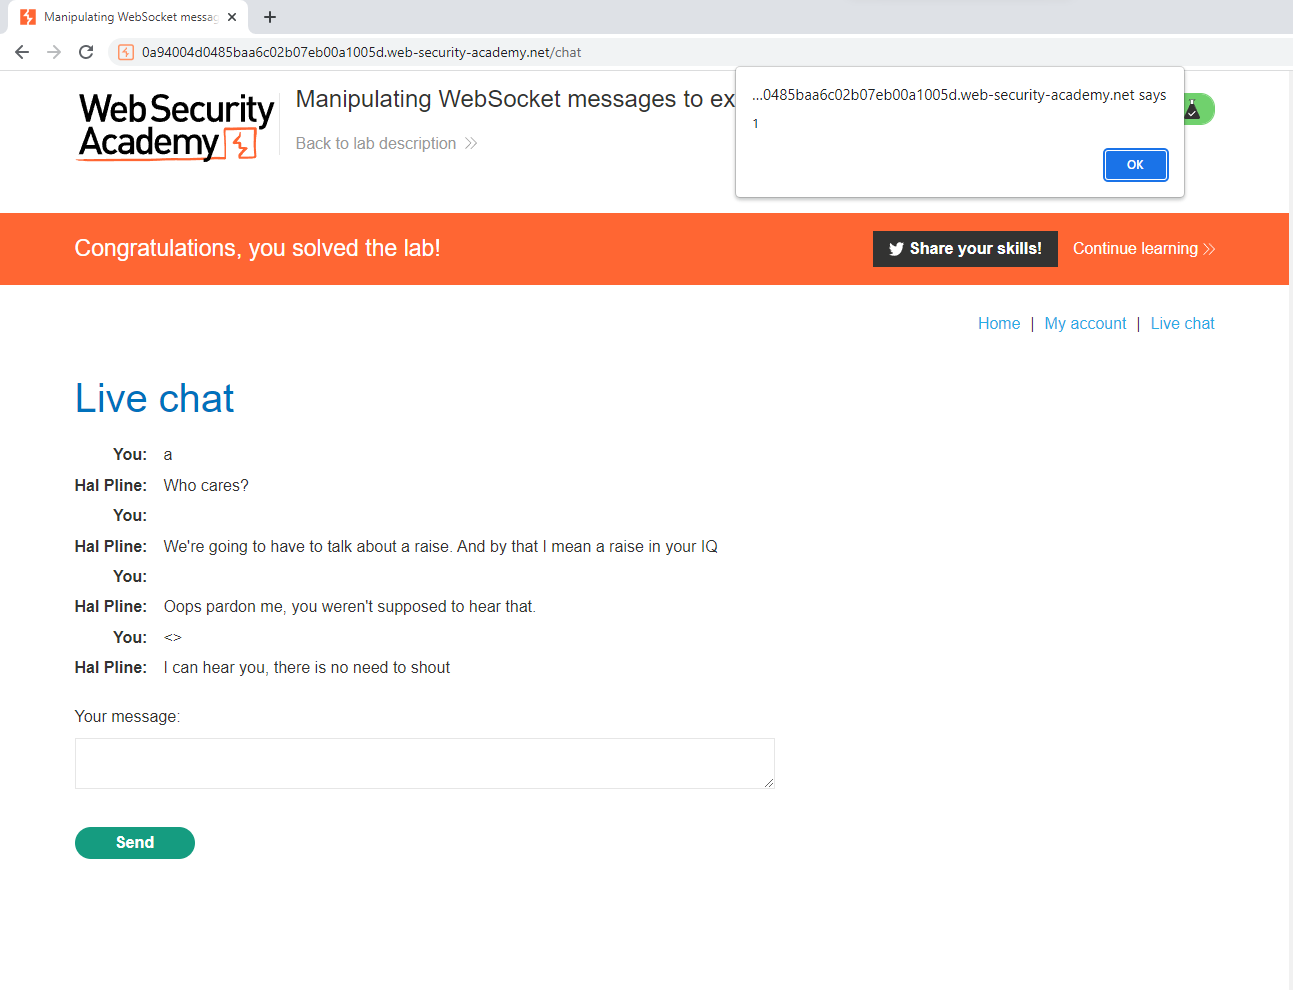 Manipulating WebSocket messag
0a94004d0485baa6c02b07eb00a1005d.web-security-academy.net/chat
...0485baa6c02b07eb00a1005d.web-security-academy.net says
1
OK
Web Security
Academy
Manipulating WebSocket messages to ex
Back to lab description
Congratulations, you solved the lab!
Share your skills!
Continue learning
Home | My account | Live chat
Live chat
You: a
Hal Pline: Who cares?
You:
Hal Pline: We're going to have to talk about a raise. And by that I mean a raise in your IQ
You:
Hal Pline: Oops pardon me, you weren't supposed to hear that.
You: <>
Hal Pline: I can hear you, there is no need to shout
Your message:
Send